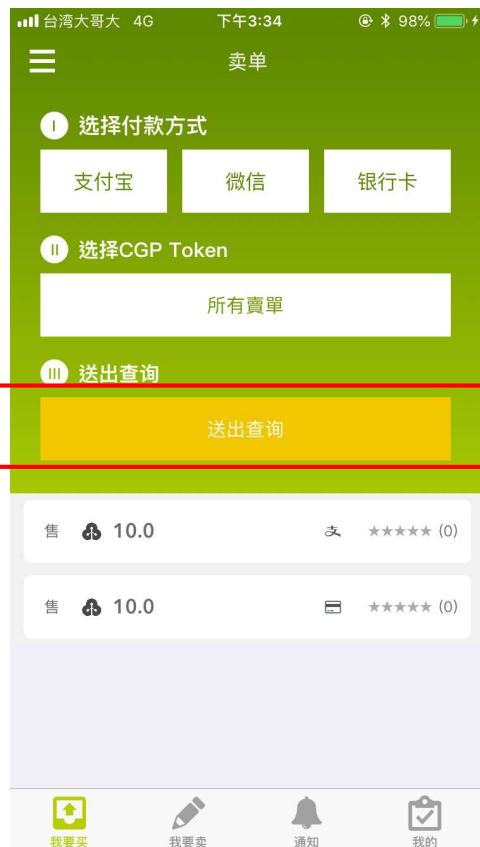 台湾大哥大 4G 下午3:34 98%
卖单
I 选择付款方式
支付宝 微信 银行卡
II 选择CGP Token
所有賣單
III 送出查询
送出查询
售 10.0 支 ★★★★★ (0)
售 10.0 ★★★★★ (0)
我要买 我要卖 通知 我的